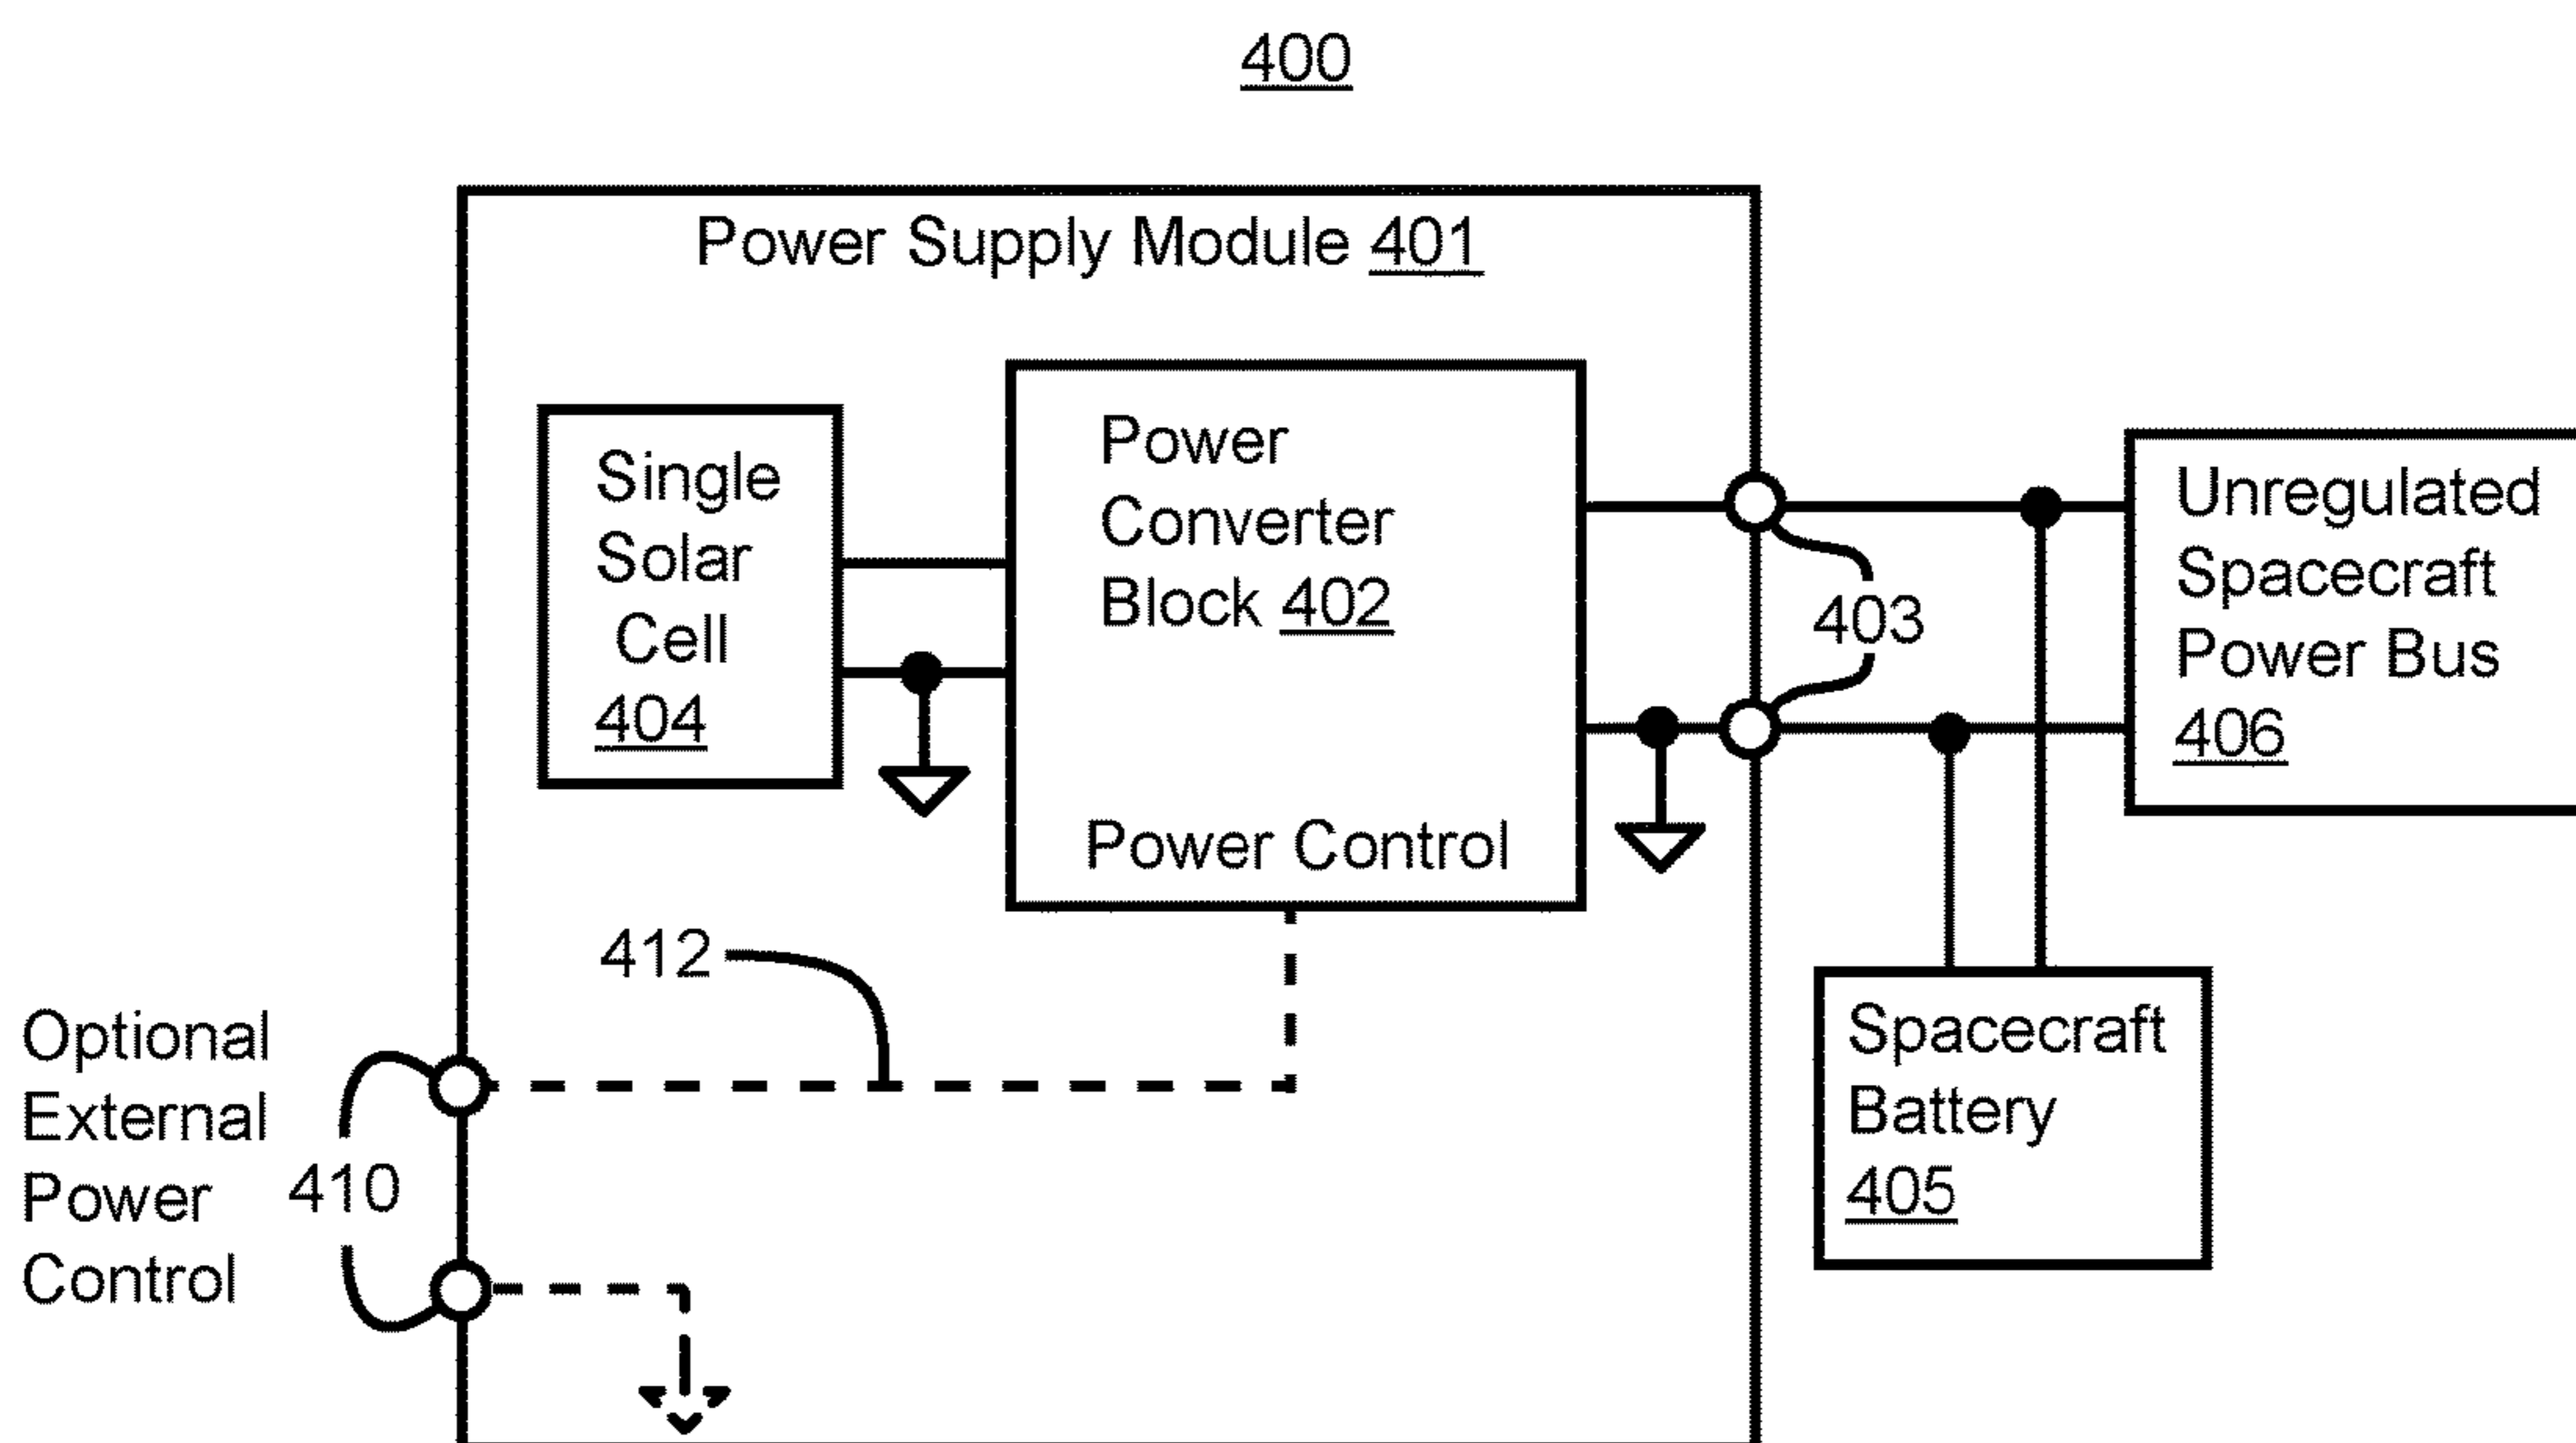 400
Power Supply Module 401
Single
Solar
Cell
404
Power
Converter
Block 402
Power Control
403
Unregulated
Spacecraft
Power Bus
406
412
Optional
External
Power
Control
410
Spacecraft
Battery
405